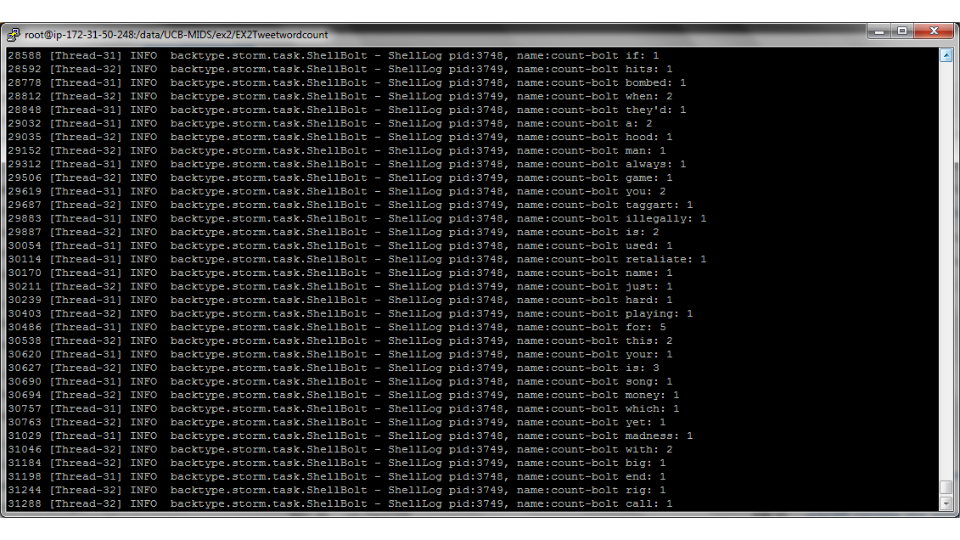 root@ip-172-31-50-248:/data/UCB-MIDS/ex2/EX2Tweetwordcount
28588 [Thread-31] INFO  backtype.storm.task.ShellBolt - ShellLog pid:3748, name:count-bolt if: 1
28592 [Thread-32] INFO  backtype.storm.task.ShellBolt - ShellLog pid:3749, name:count-bolt hits: 1
28778 [Thread-31] INFO  backtype.storm.task.ShellBolt - ShellLog pid:3748, name:count-bolt bombed: 1
28812 [Thread-32] INFO  backtype.storm.task.ShellBolt - ShellLog pid:3749, name:count-bolt when: 2
28848 [Thread-31] INFO  backtype.storm.task.ShellBolt - ShellLog pid:3748, name:count-bolt they'd: 1
29032 [Thread-31] INFO  backtype.storm.task.ShellBolt - ShellLog pid:3748, name:count-bolt a: 2
29035 [Thread-32] INFO  backtype.storm.task.ShellBolt - ShellLog pid:3749, name:count-bolt hood: 1
29152 [Thread-32] INFO  backtype.storm.task.ShellBolt - ShellLog pid:3749, name:count-bolt man: 1
29312 [Thread-31] INFO  backtype.storm.task.ShellBolt - ShellLog pid:3748, name:count-bolt always: 1
29506 [Thread-32] INFO  backtype.storm.task.ShellBolt - ShellLog pid:3749, name:count-bolt game: 1
29619 [Thread-31] INFO  backtype.storm.task.ShellBolt - ShellLog pid:3748, name:count-bolt you: 2
29687 [Thread-32] INFO  backtype.storm.task.ShellBolt - ShellLog pid:3749, name:count-bolt taggart: 1
29883 [Thread-31] INFO  backtype.storm.task.ShellBolt - ShellLog pid:3748, name:count-bolt illegally: 1
29887 [Thread-32] INFO  backtype.storm.task.ShellBolt - ShellLog pid:3749, name:count-bolt is: 2
30054 [Thread-31] INFO  backtype.storm.task.ShellBolt - ShellLog pid:3748, name:count-bolt used: 1
30114 [Thread-31] INFO  backtype.storm.task.ShellBolt - ShellLog pid:3748, name:count-bolt retaliate: 1
30170 [Thread-32] INFO  backtype.storm.task.ShellBolt - ShellLog pid:3749, name:count-bolt name: 1
30211 [Thread-32] INFO  backtype.storm.task.ShellBolt - ShellLog pid:3749, name:count-bolt just: 1
30239 [Thread-31] INFO  backtype.storm.task.ShellBolt - ShellLog pid:3748, name:count-bolt hard: 1
30403 [Thread-32] INFO  backtype.storm.task.ShellBolt - ShellLog pid:3749, name:count-bolt playing: 1
30486 [Thread-31] INFO  backtype.storm.task.ShellBolt - ShellLog pid:3748, name:count-bolt for: 5
30538 [Thread-32] INFO  backtype.storm.task.ShellBolt - ShellLog pid:3749, name:count-bolt this: 2
30620 [Thread-31] INFO  backtype.storm.task.ShellBolt - ShellLog pid:3748, name:count-bolt your: 1
30627 [Thread-32] INFO  backtype.storm.task.ShellBolt - ShellLog pid:3749, name:count-bolt is: 3
30690 [Thread-31] INFO  backtype.storm.task.ShellBolt - ShellLog pid:3748, name:count-bolt song: 1
30694 [Thread-32] INFO  backtype.storm.task.ShellBolt - ShellLog pid:3749, name:count-bolt money: 1
30757 [Thread-31] INFO  backtype.storm.task.ShellBolt - ShellLog pid:3748, name:count-bolt which: 1
30763 [Thread-32] INFO  backtype.storm.task.ShellBolt - ShellLog pid:3749, name:count-bolt yet: 1
31029 [Thread-31] INFO  backtype.storm.task.ShellBolt - ShellLog pid:3748, name:count-bolt madness: 1
31046 [Thread-32] INFO  backtype.storm.task.ShellBolt - ShellLog pid:3749, name:count-bolt with: 2
31184 [Thread-32] INFO  backtype.storm.task.ShellBolt - ShellLog pid:3749, name:count-bolt big: 1
31198 [Thread-31] INFO  backtype.storm.task.ShellBolt - ShellLog pid:3748, name:count-bolt end: 1
31244 [Thread-32] INFO  backtype.storm.task.ShellBolt - ShellLog pid:3749, name:count-bolt rig: 1
31288 [Thread-32] INFO  backtype.storm.task.ShellBolt - ShellLog pid:3749, name:count-bolt call: 1